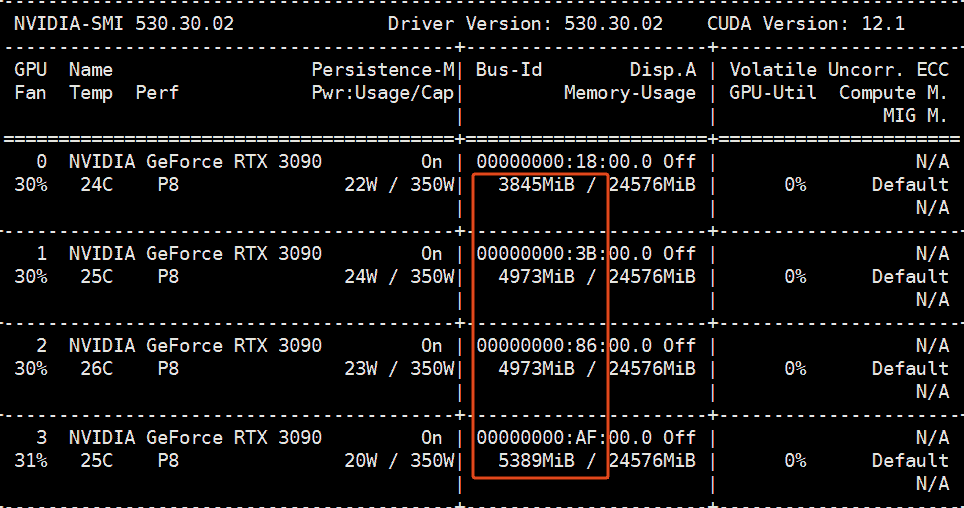 NVIDIA-SMI 530.30.02 Driver Version: 530.30.02 CUDA Version: 12.1
GPU Name Persistence-M| Bus-Id Disp.A | Volatile Uncorr. ECC
Fan Temp Perf Pwr:Usage/Cap| Memory-Usage | GPU-Util Compute M.
| | MIG M.
0 NVIDIA GeForce RTX 3090 On | 00000000:18:00.0 Off | N/A
30% 24C P8 22W / 350W| 3845MiB / 24576MiB | 0% Default
| | N/A
1 NVIDIA GeForce RTX 3090 On | 00000000:3B:00.0 Off | N/A
30% 25C P8 24W / 350W| 4973MiB / 24576MiB | 0% Default
| | N/A
2 NVIDIA GeForce RTX 3090 On | 00000000:86:00.0 Off | N/A
30% 26C P8 23W / 350W| 4973MiB / 24576MiB | 0% Default
| | N/A
3 NVIDIA GeForce RTX 3090 On | 00000000:AF:00.0 Off | N/A
31% 25C P8 20W / 350W| 5389MiB / 24576MiB | 0% Default
| | N/A